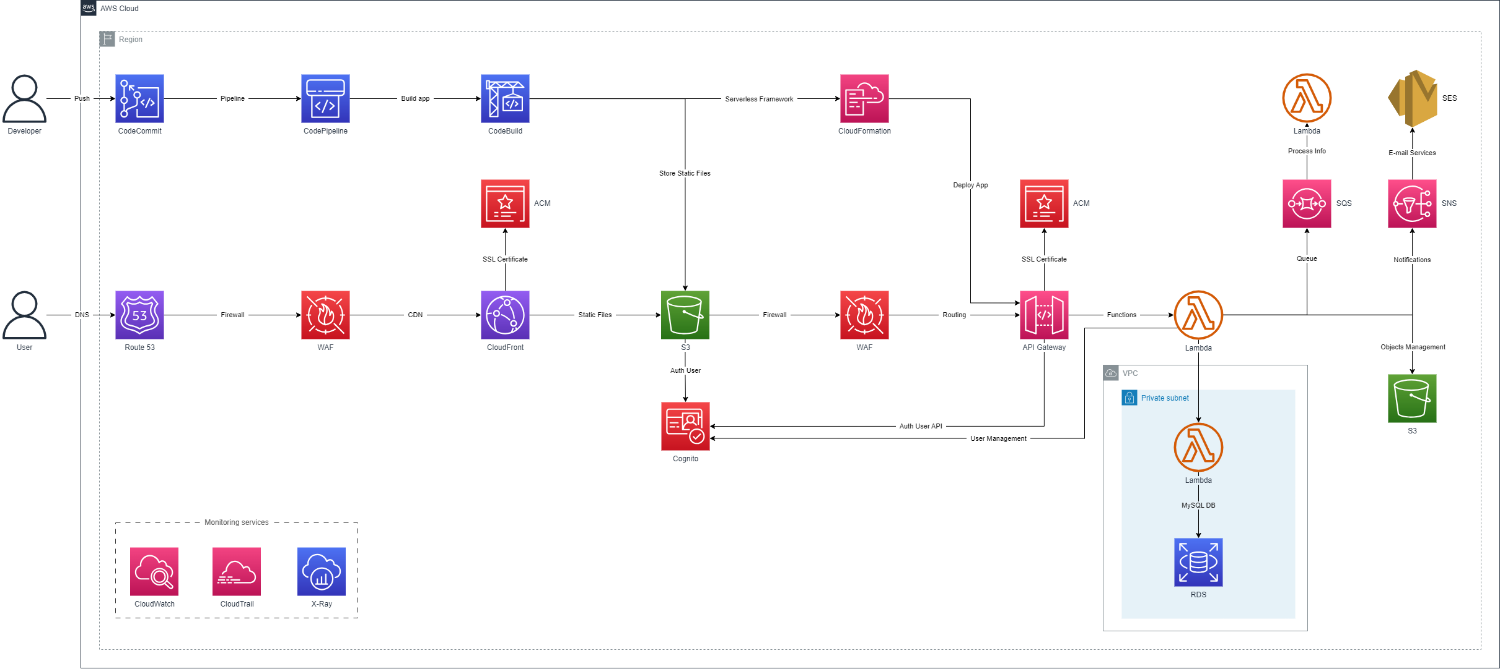 aws
AWS Cloud
Region
Developer
Push
CodeCommit
Pipeline
CodePipeline
Build app
CodeBuild
Serverless Framework
CloudFormation
Store Static Files
Deploy App
ACM
SSL Certificate
ACM
SSL Certificate
Lambda
Process Info
SQS
Queue
SES
E-mail Services
SNS
Notifications
User
DNS
53
Route 53
Firewall
WAF
CDN
CloudFront
Static Files
S3
Firewall
WAF
Routing
API Gateway
Functions
Lambda
Objects Management
S3
Auth User
Cognito
Auth User API
User Management
VPC
Private subnet
Lambda
MySQL DB
RDS
Monitoring services
CloudWatch
CloudTrail
X-Ray